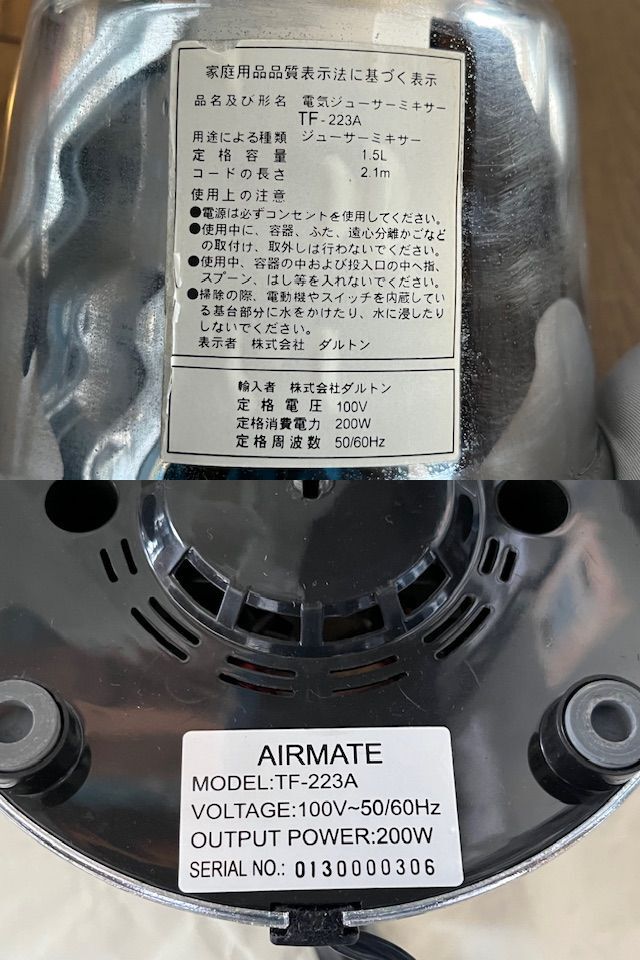 家庭用品品質表示法に基づく表示
品名及び形名 電気ジューサーミキサー
TF-223A
用途による種類 ジューサーミキサー
定格容量 1.5L
コードの長さ 2.1m
使用上の注意
●電源は必ずコンセントを使用してください。
●使用中に、容器、ふた、遠心分離かごなど
の取付け、取外しは行わないでください。
●使用中、容器の中および投入口の中へ指、
スプーン、はし等を入れないでください。
●掃除の際、電動機やスイッチを内蔵してい
る基台部分に水をかけたり、水に浸したり
しないでください。
表示者 株式会社 ダルトン
輸入者 株式会社ダルトン
定格電圧 100V
定格消費電力 200W
定格周波数 50/60Hz
AIRMATE
MODEL:TF-223A
VOLTAGE:100V~50/60Hz
OUTPUT POWER:200W
SERIAL NO.: 0130000306